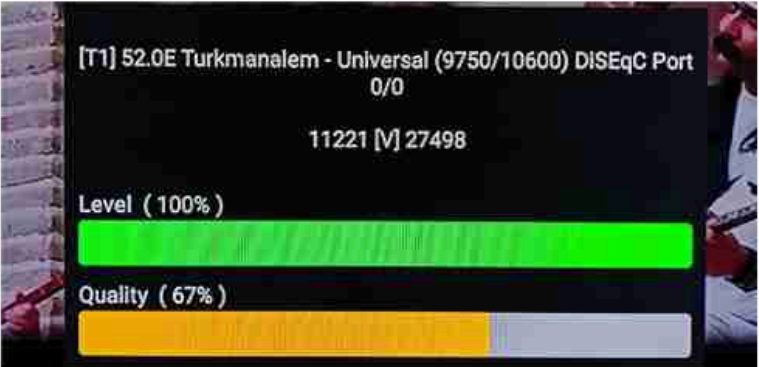 [T1] 52.0E Turkmanalem - Universal (9750/10600) DiSEqC Port
0/0
11221 [V] 27498
Level ( 100% )
Quality ( 67% )